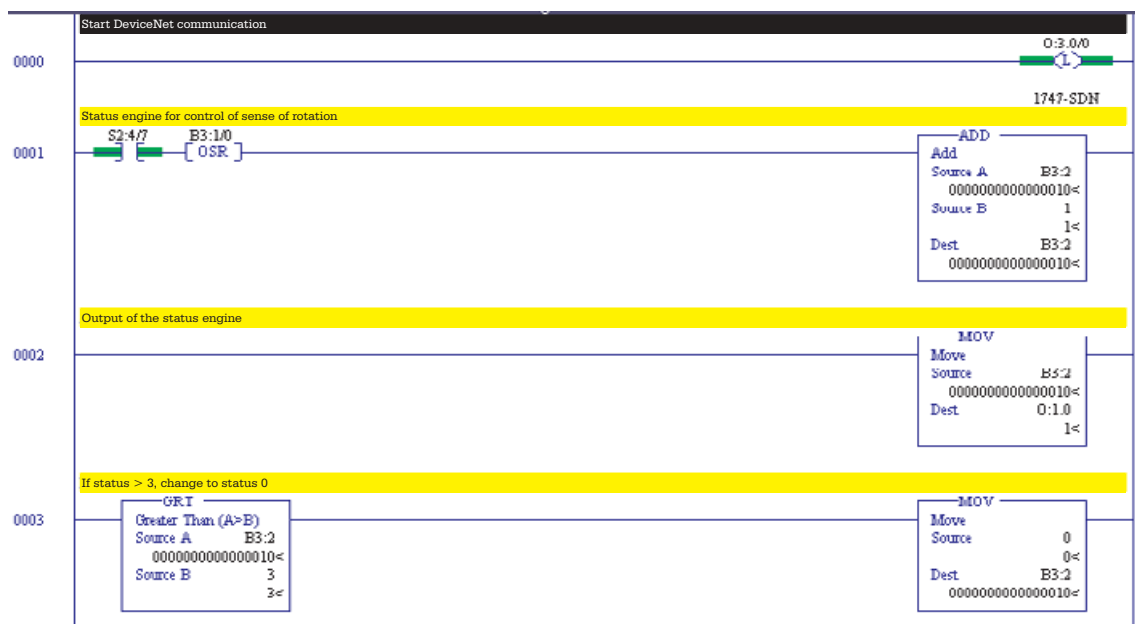 Start DeviceNet communication
O:3.0/0
0000
L
1747-SDN
Status engine for control of sense of rotation
S2:4/7 B3:1/0
0001
OSR
ADD
Add
Source A B3:2
0000000000000010<
Source B 1
1<
Dest B3:2
0000000000000010<
Output of the status engine
0002
MOV
Move
Source B3:2
0000000000000010<
Dest O:1.0
1<
If status > 3, change to status 0
0003
GRT
Greater Than (A>B)
Source A B3:2
0000000000000010<
Source B 3
3<
MOV
Move
Source 0
0<
Dest B3:2
0000000000000010<